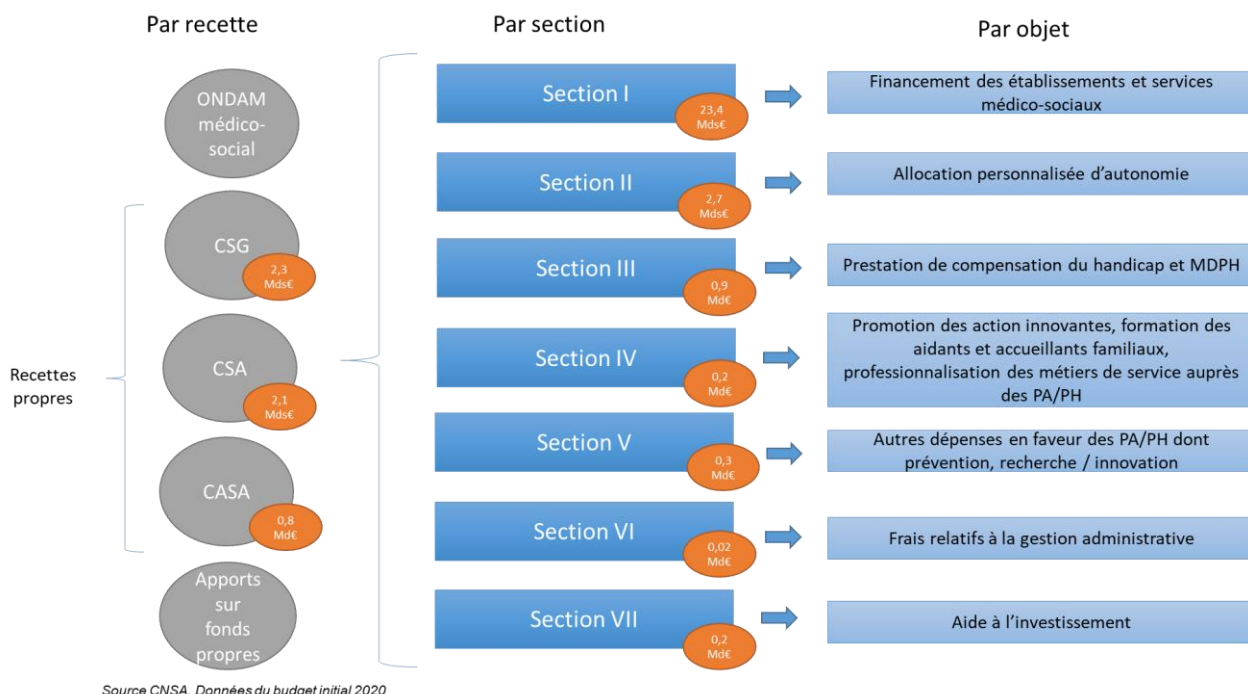 Par recette
Par section
Par objet
ONDAM
médico-
social
CSG
2,3
Mds€
CSA
2,1
Mds€
CASA
0,8
Md€
Apports
sur
fonds
propres
Recettes
propres
Section I
23,4
Mds€
Financement des établissements et services
médico-sociaux
Section II
2,7
Mds€
Allocation personnalisée d'autonomie
Section III
0,9
Md€
Prestation de compensation du handicap et MDPH
Section IV
0,2
Md€
Promotion des action innovantes, formation des
aidants et accueillants familiaux,
professionnalisation des métiers de service auprès
des PA/PH
Section V
0,3
Md€
Autres dépenses en faveur des PA/PH dont
prévention, recherche / innovation
Section VI
0,02
Md€
Frais relatifs à la gestion administrative
Section VII
0,2
Md€
Aide à l'investissement
Source CNSA. Données du budget initial 2020